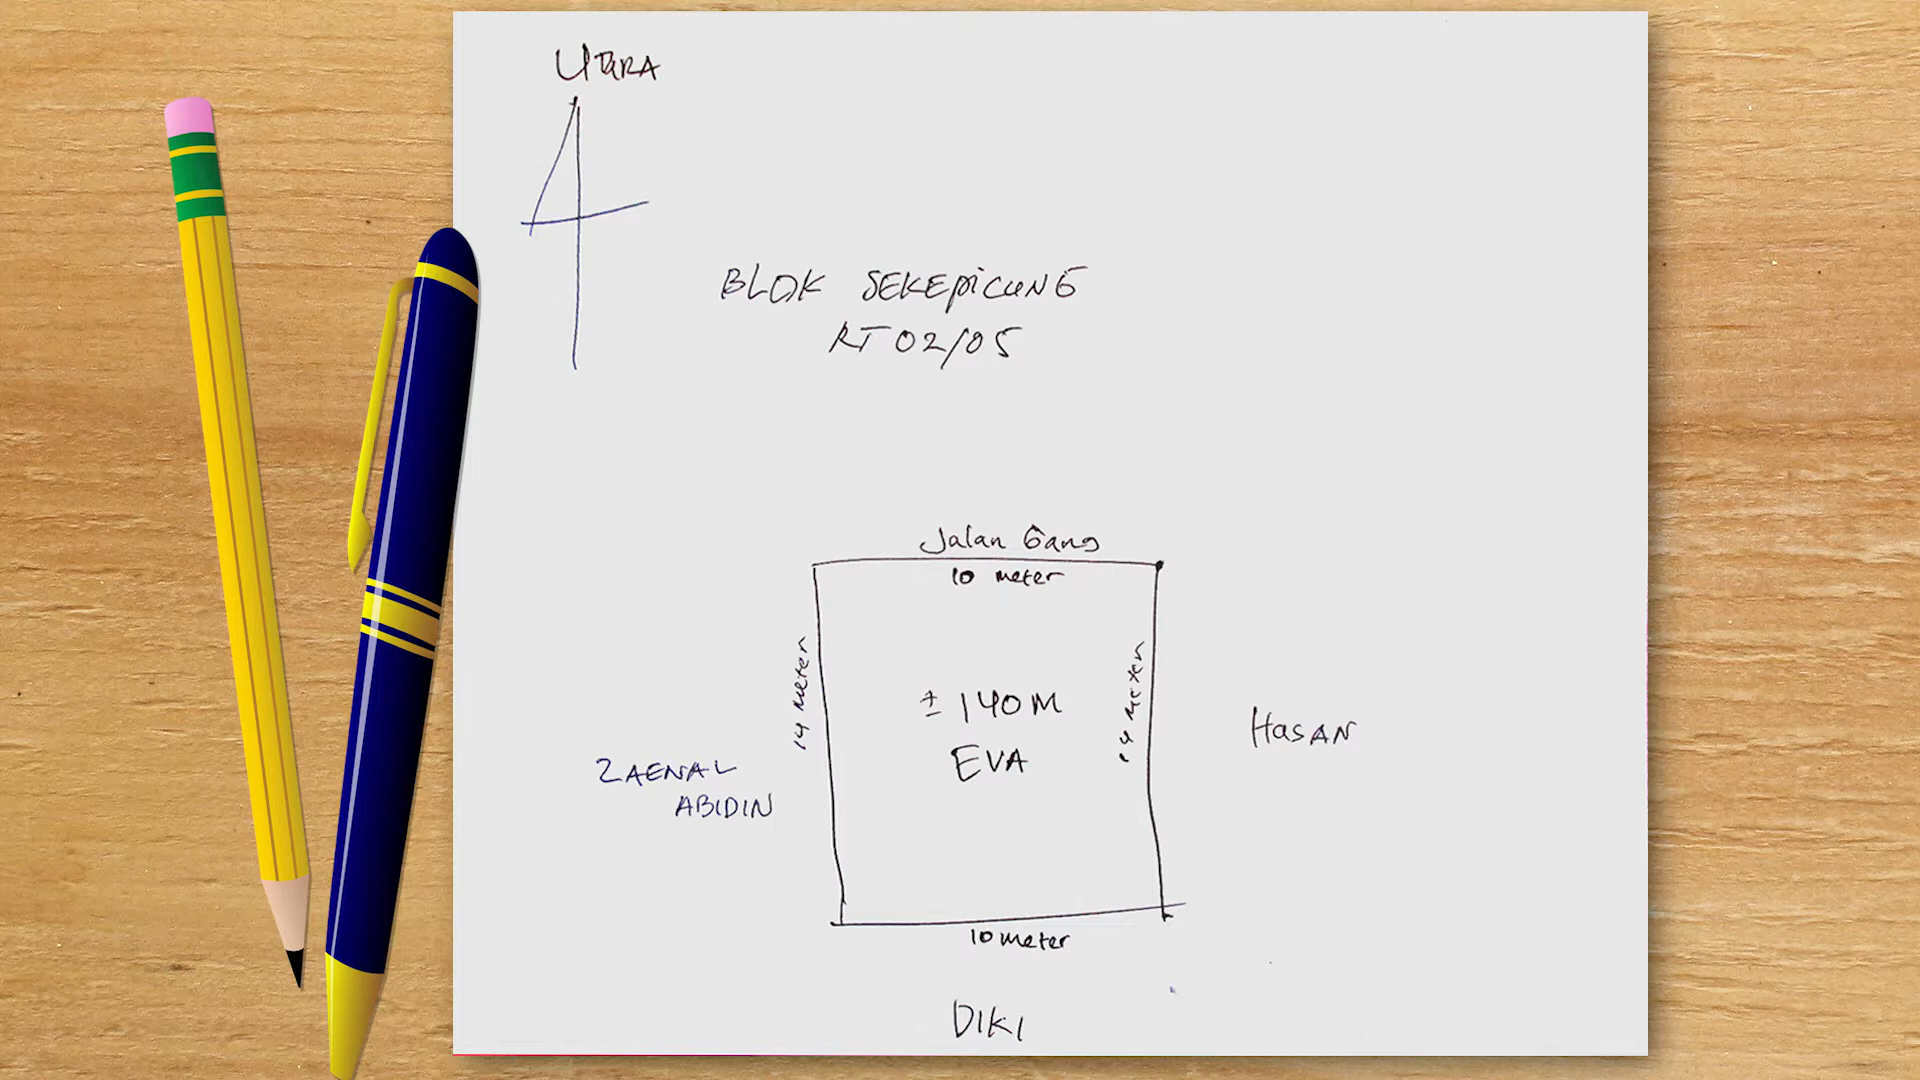 UTARA
BLOK SEKEPICUNG
RT 02/05
Jalan Gang
10 meter
14 Meter
14 Meter
± 140 M
EVA
HASAN
ZAENAL
ABIDIN
10 meter
DIKI